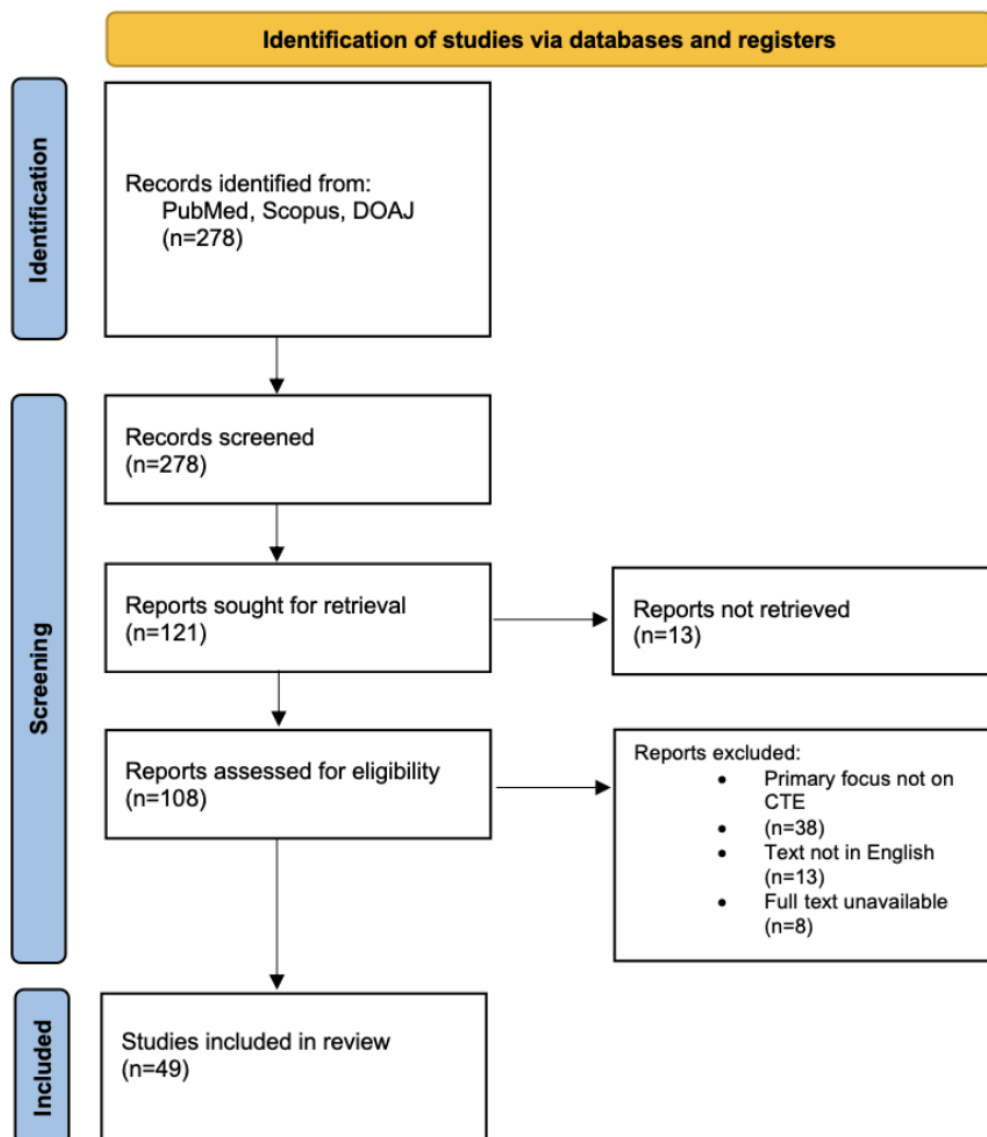 Identification of studies via databases and registers
Identification
Records identified from:
PubMed, Scopus, DOAJ
(n=278)
Screening
Records screened
(n=278)
Reports sought for retrieval
(n=121)
Reports not retrieved
(n=13)
Reports assessed for eligibility
(n=108)
Reports excluded:
• Primary focus not on
CTE
• (n=38)
• Text not in English
(n=13)
• Full text unavailable
(n=8)
Included
Studies included in review
(n=49)